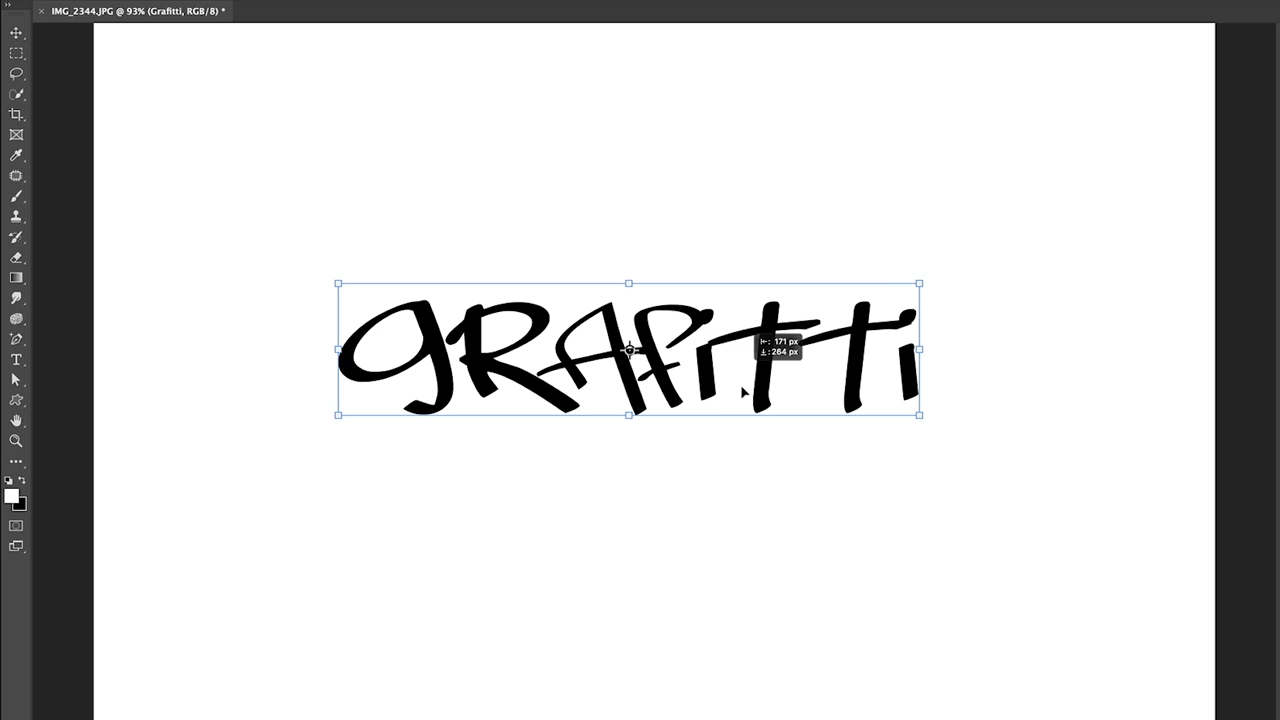 IMG_2344.JPG @ 93% (Grafitti, RGB/8) *
gRAfitti
: 171 px
: 264 px